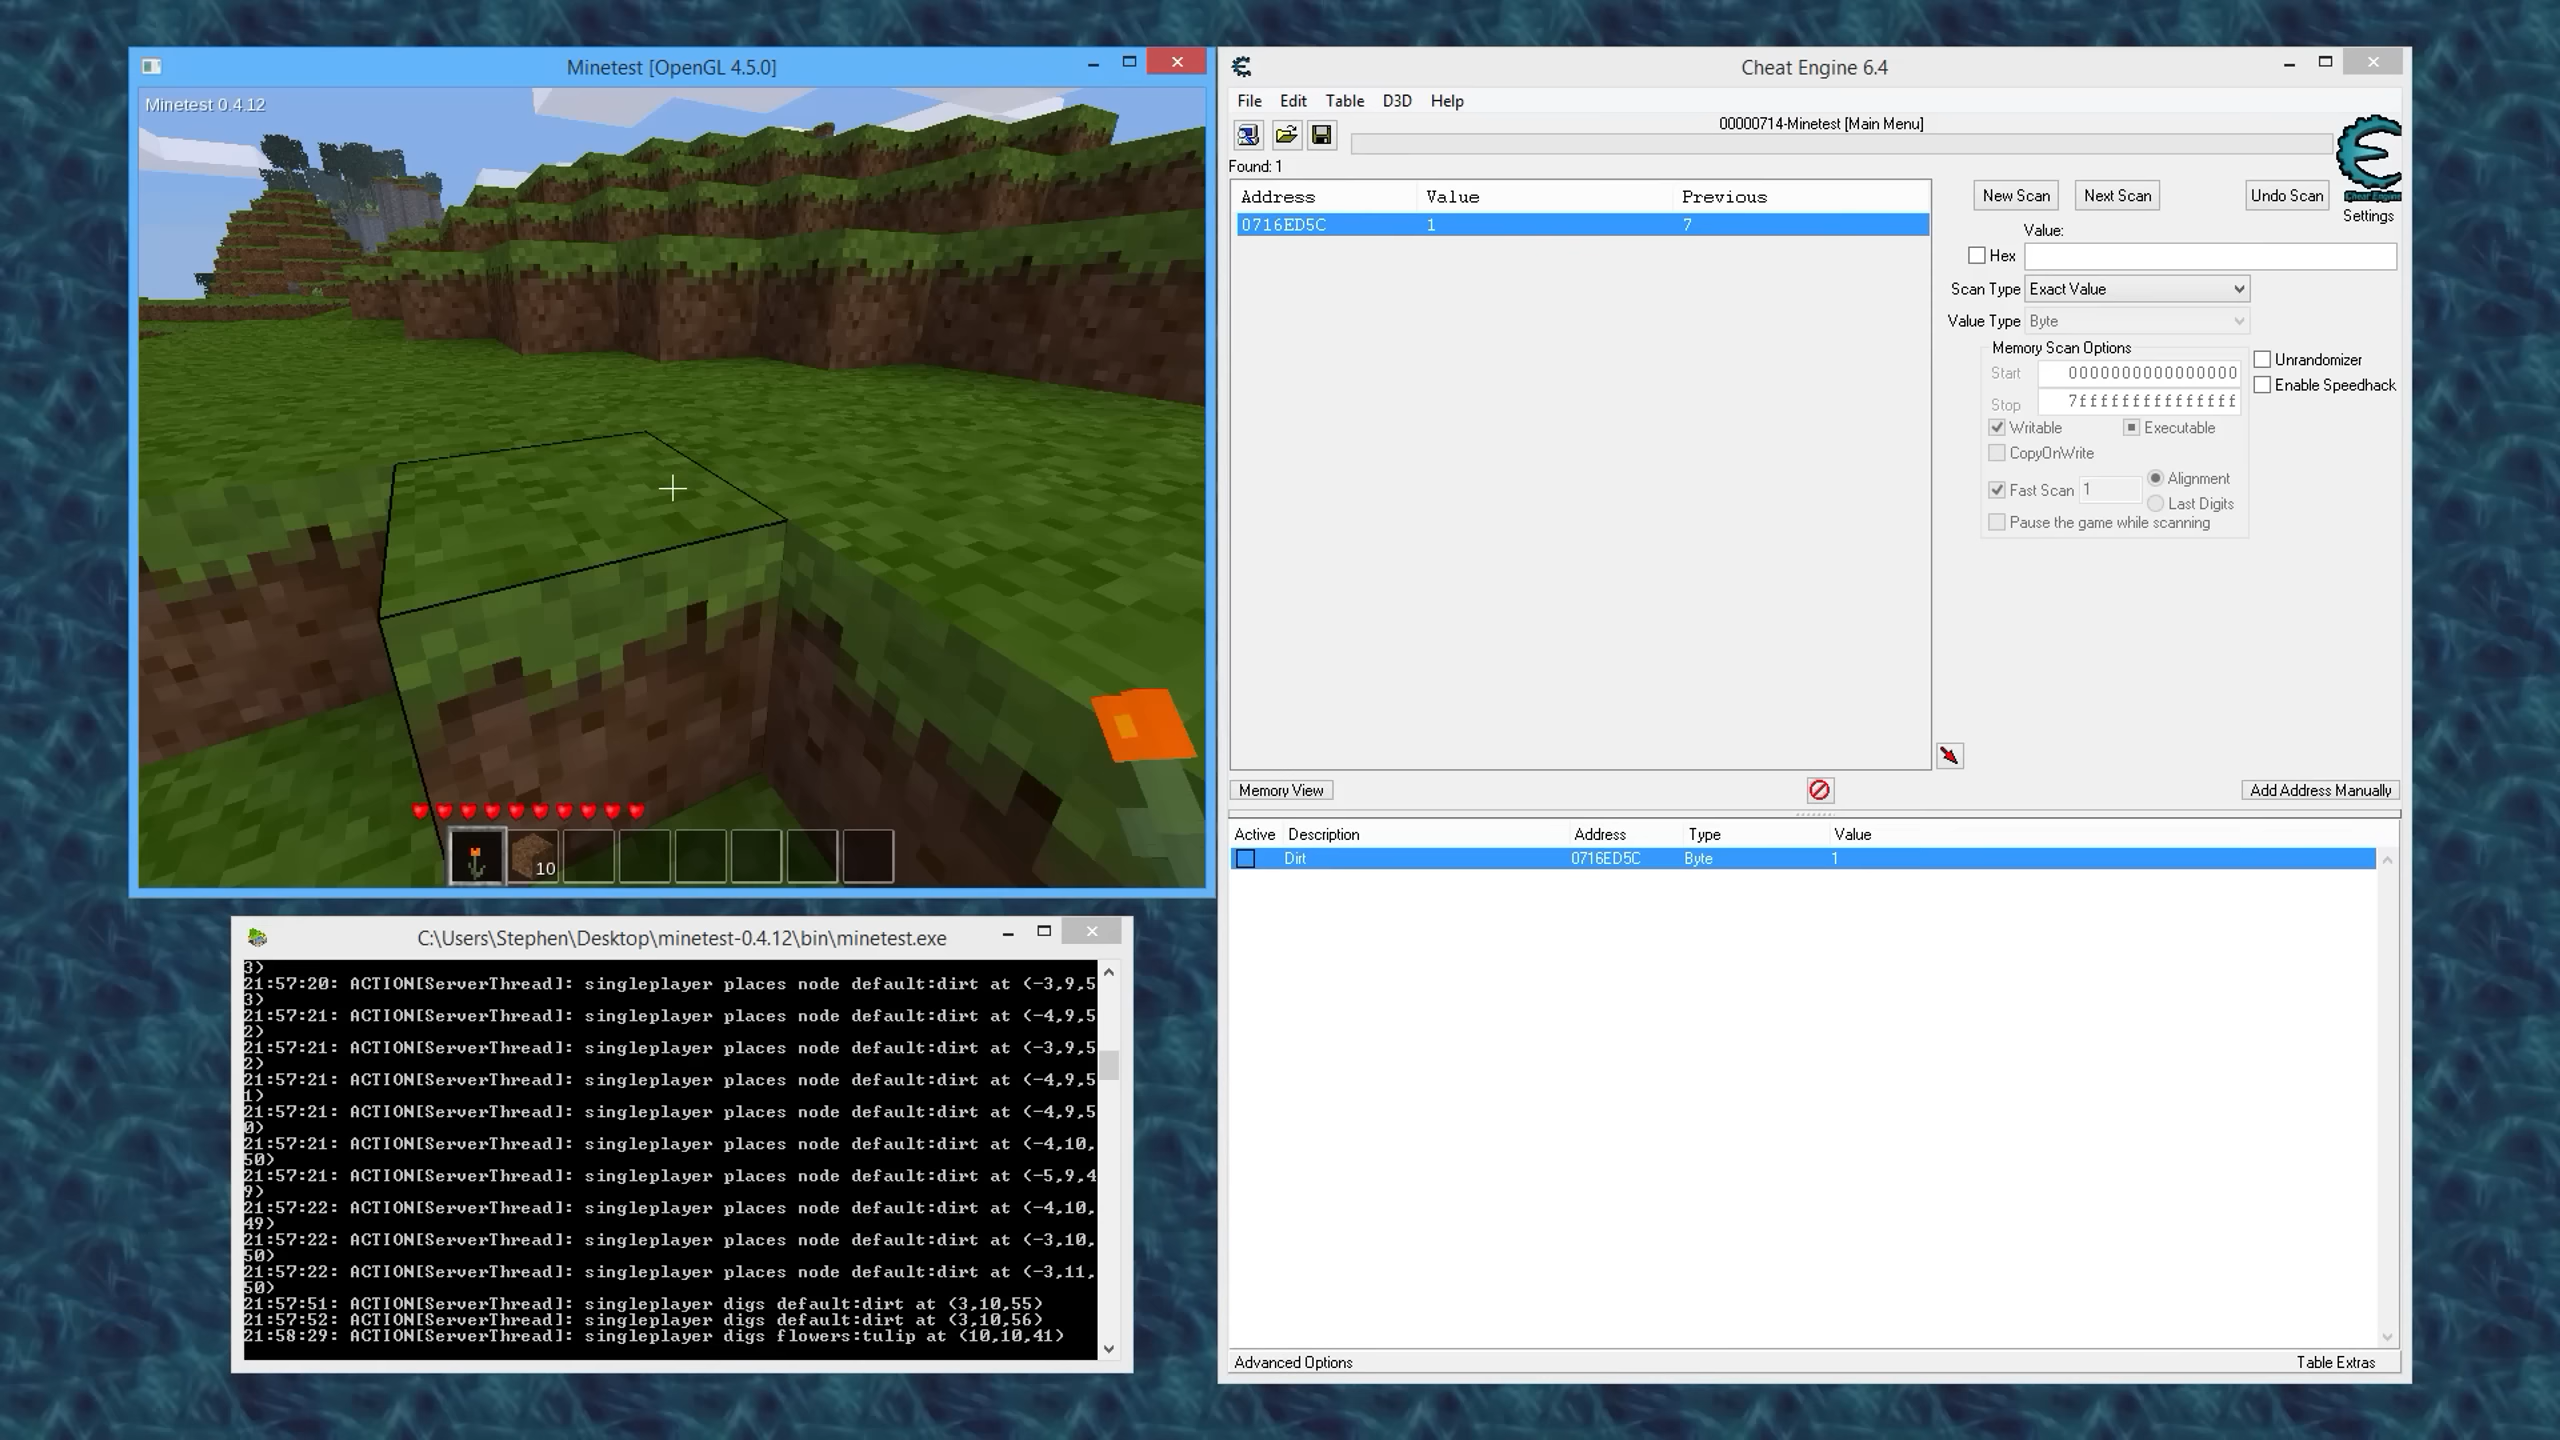 Minetest [OpenGL 4.5.0]
Minetest 0.4.12
10
C:\Users\Stephen\Desktop\minetest-0.4.12\bin\minetest.exe
3)
21:57:20: ACTION[ServerThread]: singleplayer places node default:dirt at (-3,9,5
3)
21:57:21: ACTION[ServerThread]: singleplayer places node default:dirt at (-4,9,5
2)
21:57:21: ACTION[ServerThread]: singleplayer places node default:dirt at (-3,9,5
2)
21:57:21: ACTION[ServerThread]: singleplayer places node default:dirt at (-4,9,5
1)
21:57:21: ACTION[ServerThread]: singleplayer places node default:dirt at (-4,9,5
0)
21:57:21: ACTION[ServerThread]: singleplayer places node default:dirt at (-4,10,
50)
21:57:21: ACTION[ServerThread]: singleplayer places node default:dirt at (-5,9,4
9)
21:57:22: ACTION[ServerThread]: singleplayer places node default:dirt at (-4,10,
49)
21:57:22: ACTION[ServerThread]: singleplayer places node default:dirt at (-3,10,
50)
21:57:22: ACTION[ServerThread]: singleplayer places node default:dirt at (-3,11,
50)
21:57:51: ACTION[ServerThread]: singleplayer digs default:dirt at (3,10,55)
21:57:52: ACTION[ServerThread]: singleplayer digs default:dirt at (3,10,56)
21:58:29: ACTION[ServerThread]: singleplayer digs flowers:tulip at (10,10,41)
Cheat Engine 6.4
File Edit Table D3D Help
00000714-Minetest [Main Menu]
Found: 1
Address Value Previous
0716ED5C 1 7
New Scan Next Scan Undo Scan
Cheat Engine
Settings
Value:
Hex
Scan Type Exact Value
Value Type Byte
Memory Scan Options
Start 0000000000000000
Stop 7fffffffffffffff
Writable Executable
CopyOnWrite
Fast Scan 1 Alignment
Last Digits
Pause the game while scanning
Unrandomizer
Enable Speedhack
Memory View Add Address Manually
Active Description Address Type Value
Dirt 0716ED5C Byte 1
Advanced Options Table Extras